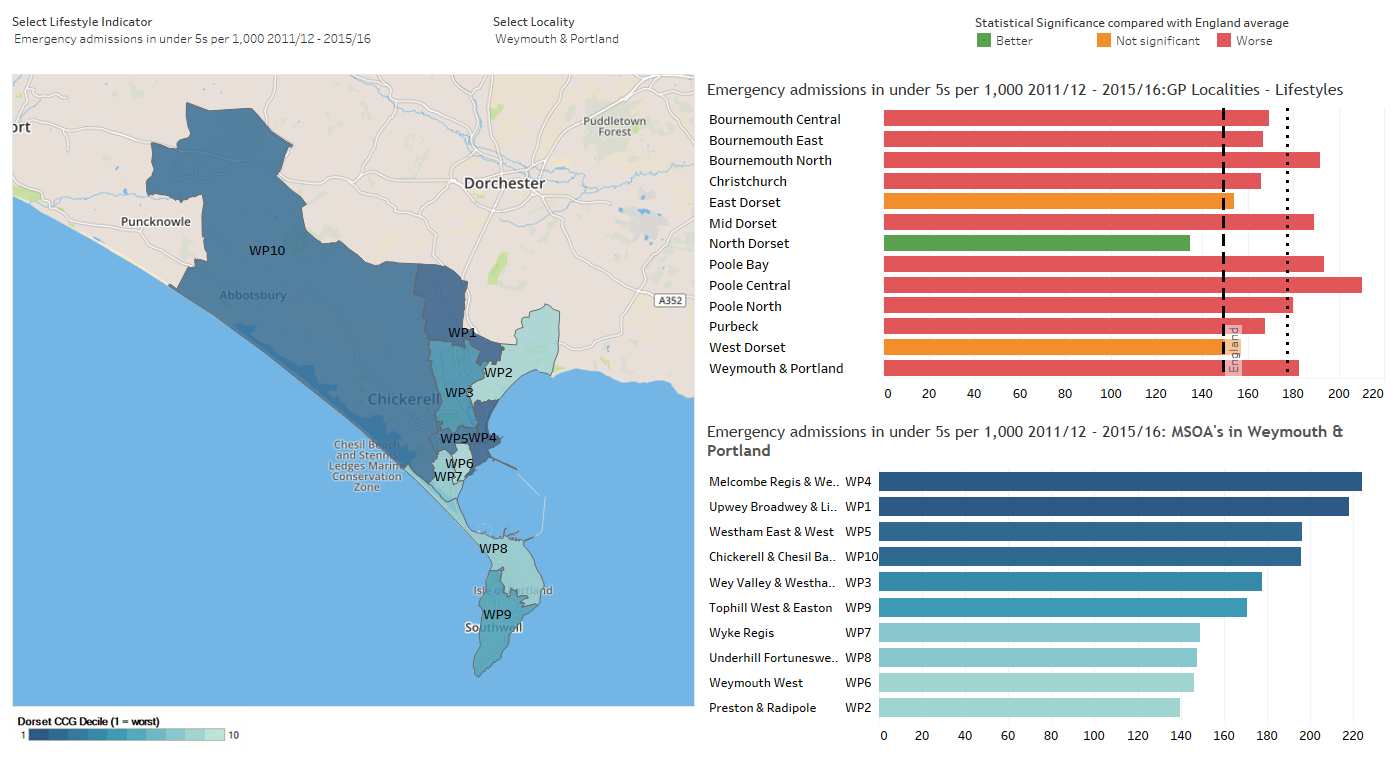 Select Lifestyle Indicator
Emergency admissions in under 5s per 1,000 2011/12 - 2015/16
Select Locality
Weymouth & Portland
Statistical Significance compared with England average
Better
Not significant
Worse
ort
Puddletown
Forest
Dorchester
Puncknowle
WP10
Abbotsbury
A352
WP1
WP2
WP3
Chickerell
WP5
WP4
Chesil Beach
and Stennis
Ledges Marine
Conservation
Zone
WP6
WP7
WP8
Isle of Portland
WP9
Southwell
Dorset CCG Decile (1 = worst)
1
10
Emergency admissions in under 5s per 1,000 2011/12 - 2015/16:GP Localities - Lifestyles
Bournemouth Central
Bournemouth East
Bournemouth North
Christchurch
East Dorset
Mid Dorset
North Dorset
Poole Bay
Poole Central
Poole North
Purbeck
West Dorset
Weymouth & Portland
England
0 20 40 60 80 100 120 140 160 180 200 220
Emergency admissions in under 5s per 1,000 2011/12 - 2015/16: MSOA's in Weymouth &
Portland
Melcombe Regis & We.. WP4
Upwey Broadwey & Li.. WP1
Westham East & West WP5
Chickerell & Chesil Ba.. WP10
Wey Valley & Westha.. WP3
Tophill West & Easton WP9
Wyke Regis WP7
Underhill Fortuneswe.. WP8
Weymouth West WP6
Preston & Radipole WP2
0 20 40 60 80 100 120 140 160 180 200 220